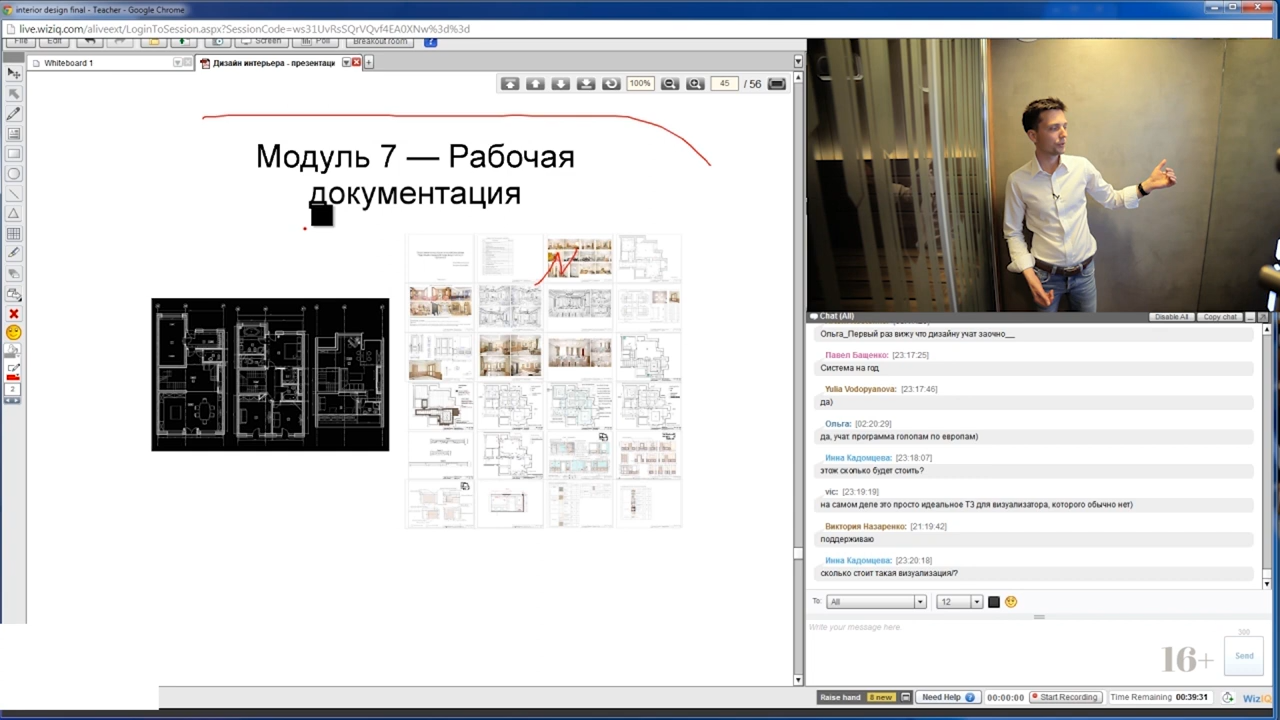 interior design final - Teacher - Google Chrome
live.wiziq.com/aliveext/LoginToSession.aspx?SessionCode=ws31UvRsSQrVQvf4EA0XNw%3d%3d
File Edit Screen Poll Breakout room
Whiteboard 1
Дизайн интерьера - презентаци
100% 45 / 56
Модуль 7 — Рабочая
документация
2
Chat (All) Disable All Copy chat
Ольга_Первый раз вижу что дизайну учат заочно__
Павел Бащенко: [23:17:25]
Система на год
Yulia Vodopyanova: [23:17:46]
да)
Ольга: [02:20:29]
да, учат. программа гопопам по европам)
Инна Кадомцева: [23:18:07]
этож сколько будет стоить?
vic: [23:19:19]
на самом деле это просто идеальное ТЗ для визуализатора, которого обычно нет)
Виктория Назаренко: [21:19:42]
поддерживаю
Инна Кадомцева: [23:20:18]
сколько стоит такая визуализация/?
To: All 12
Write your message here.
300
16+
Send
Raise hand 8 new Need Help ? 00:00:00 Start Recording Time Remaining 00:39:31 WiziQ